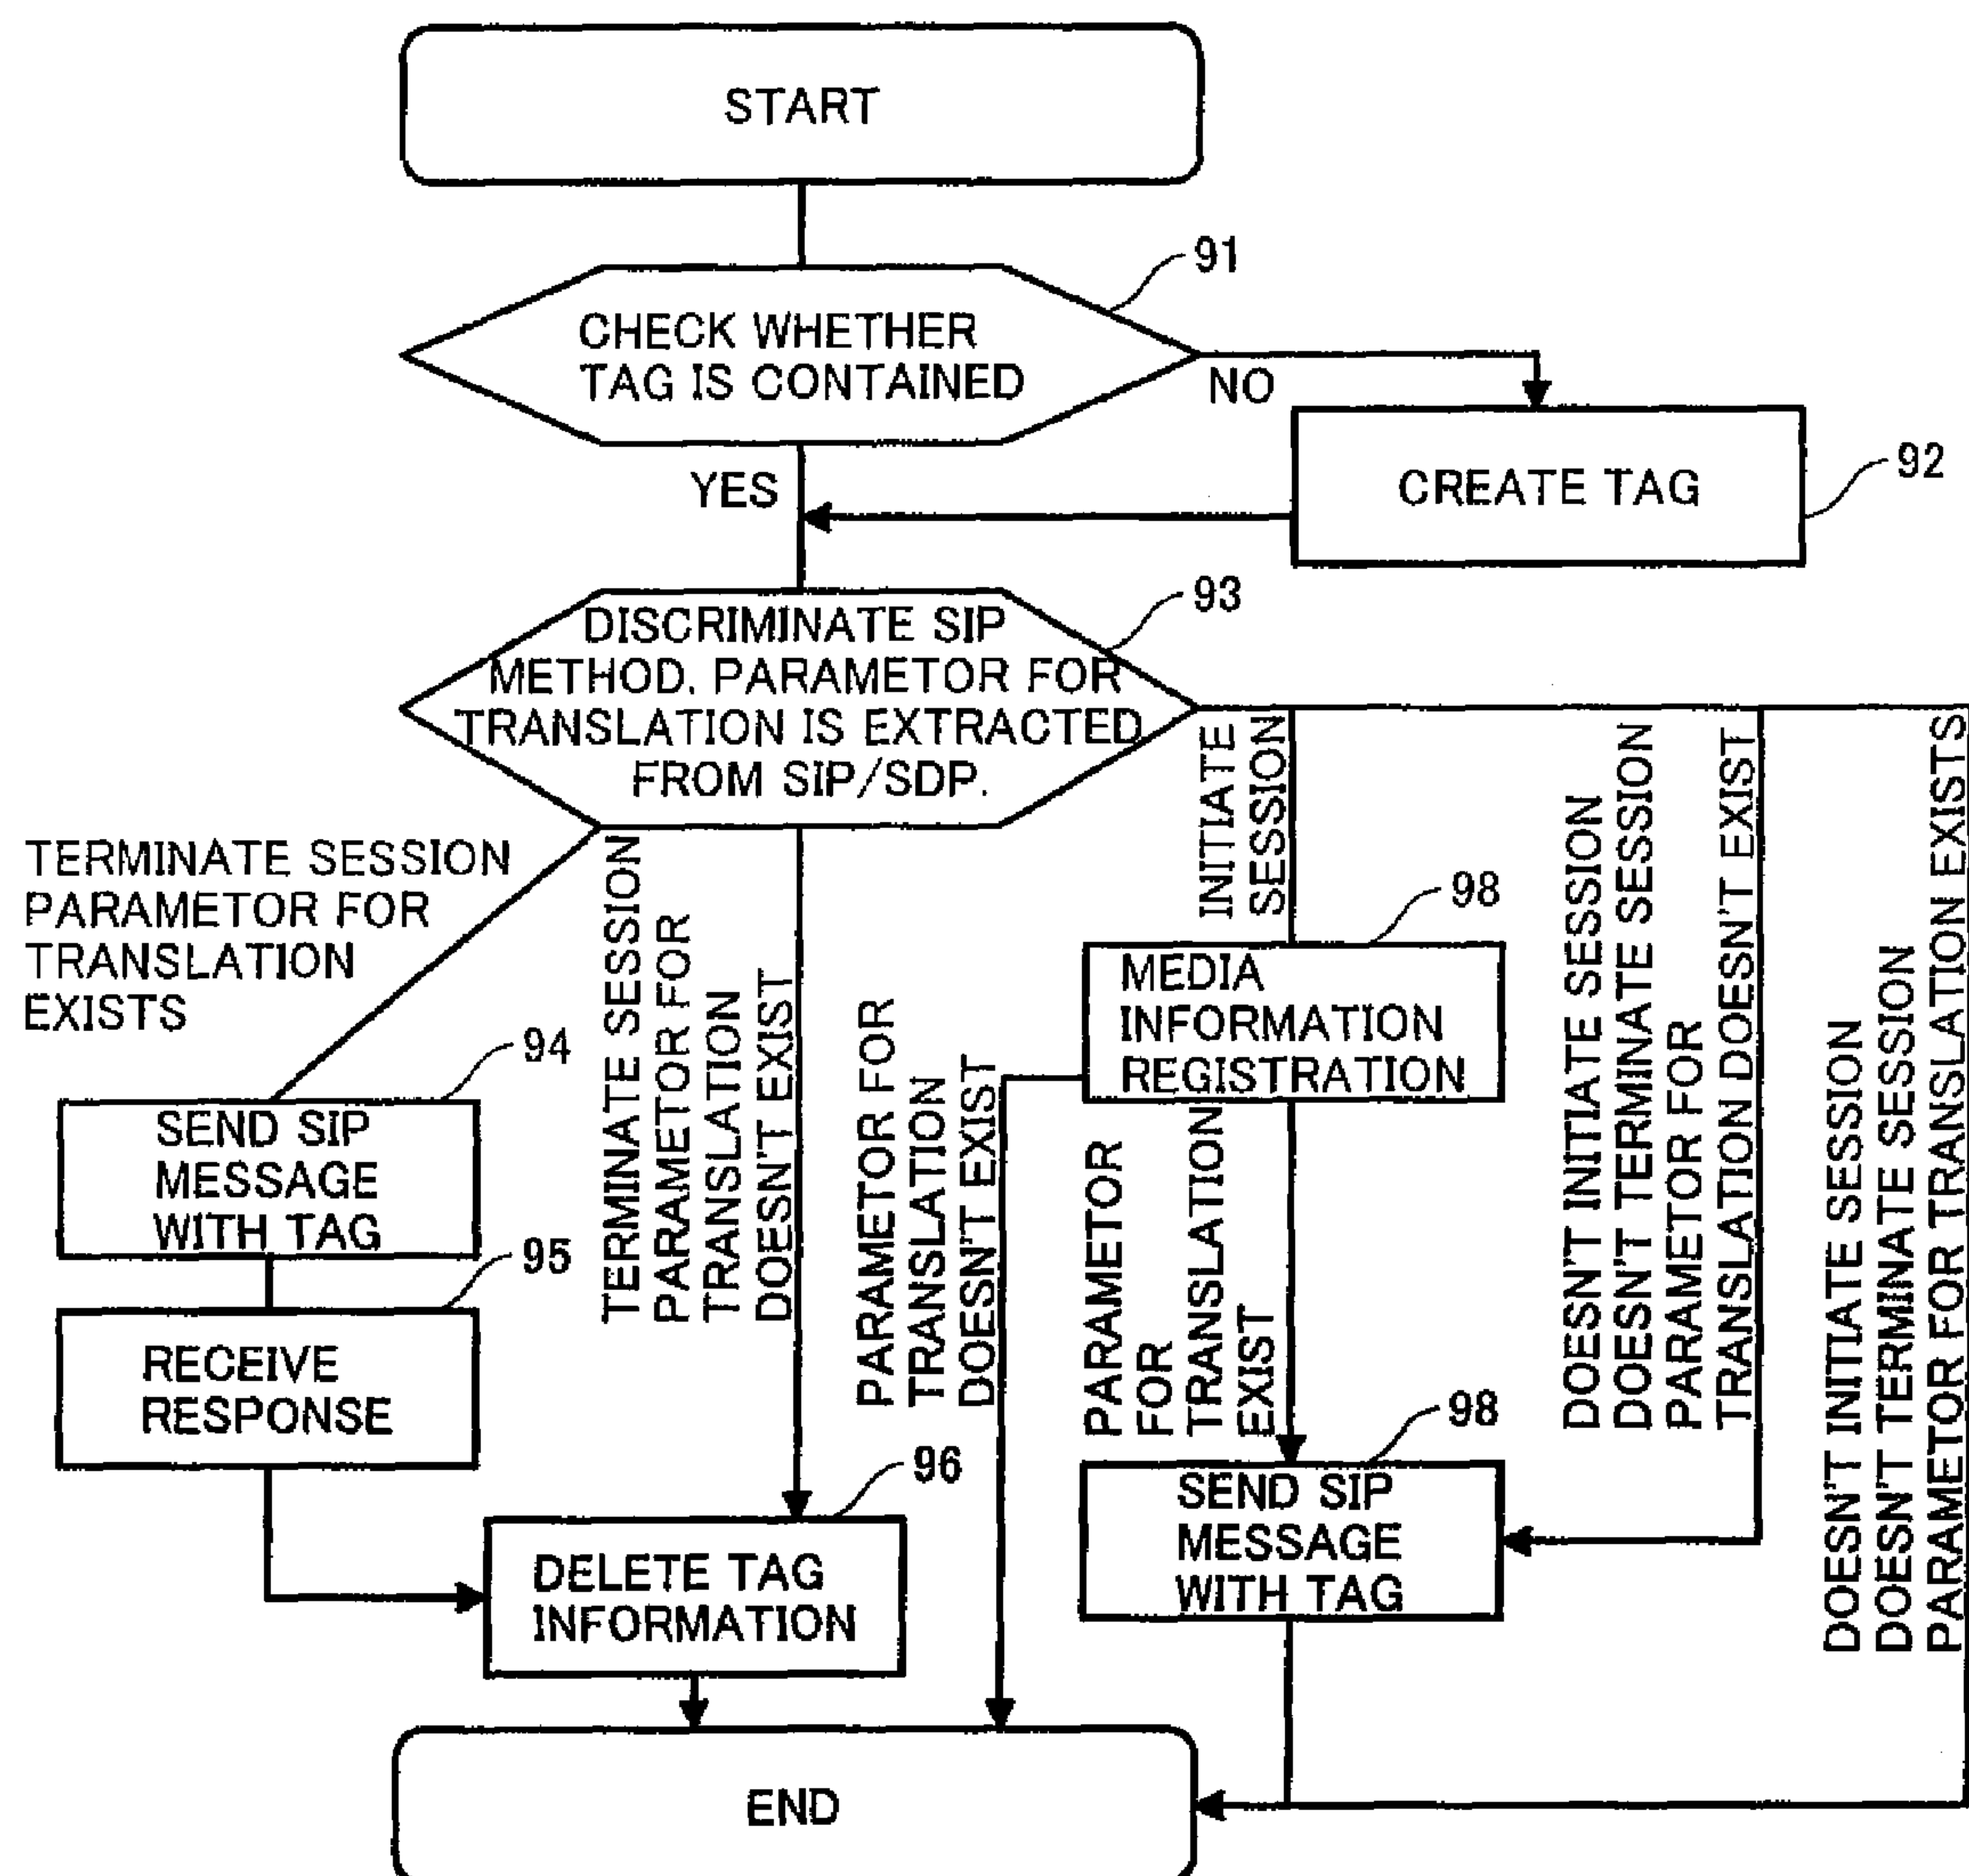 START
91
CHECK WHETHER
TAG IS CONTAINED
NO
92
CREATE TAG
YES
93
DISCRIMINATE SIP
METHOD. PARAMETOR FOR
TRANSLATION IS EXTRACTED
FROM SIP/SDP.
TERMINATE SESSION
PARAMETOR FOR
TRANSLATION
EXISTS
94
SEND SIP
MESSAGE
WITH TAG
95
RECEIVE
RESPONSE
TERMINATE SESSION
PARAMETOR FOR
TRANSLATION
DOESN'T EXIST
96
DELETE TAG
INFORMATION
INITIATE
SESSION
98
MEDIA
INFORMATION
REGISTRATION
PARAMETOR FOR
TRANSLATION
DOESN'T EXIST
PARAMETOR
FOR
TRANSLATION
EXIST
98
SEND SIP
MESSAGE
WITH TAG
DOESN'T INITIATE SESSION
DOESN'T TERMINATE SESSION
PARAMETOR FOR
TRANSLATION DOESN'T EXIST
DOESN'T INITIATE SESSION
DOESN'T TERMINATE SESSION
PARAMETOR FOR TRANSLATION EXISTS
END